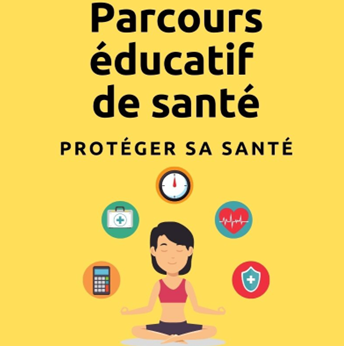 Parcours
éducatif
de santé
PROTÉGER SA SANTÉ